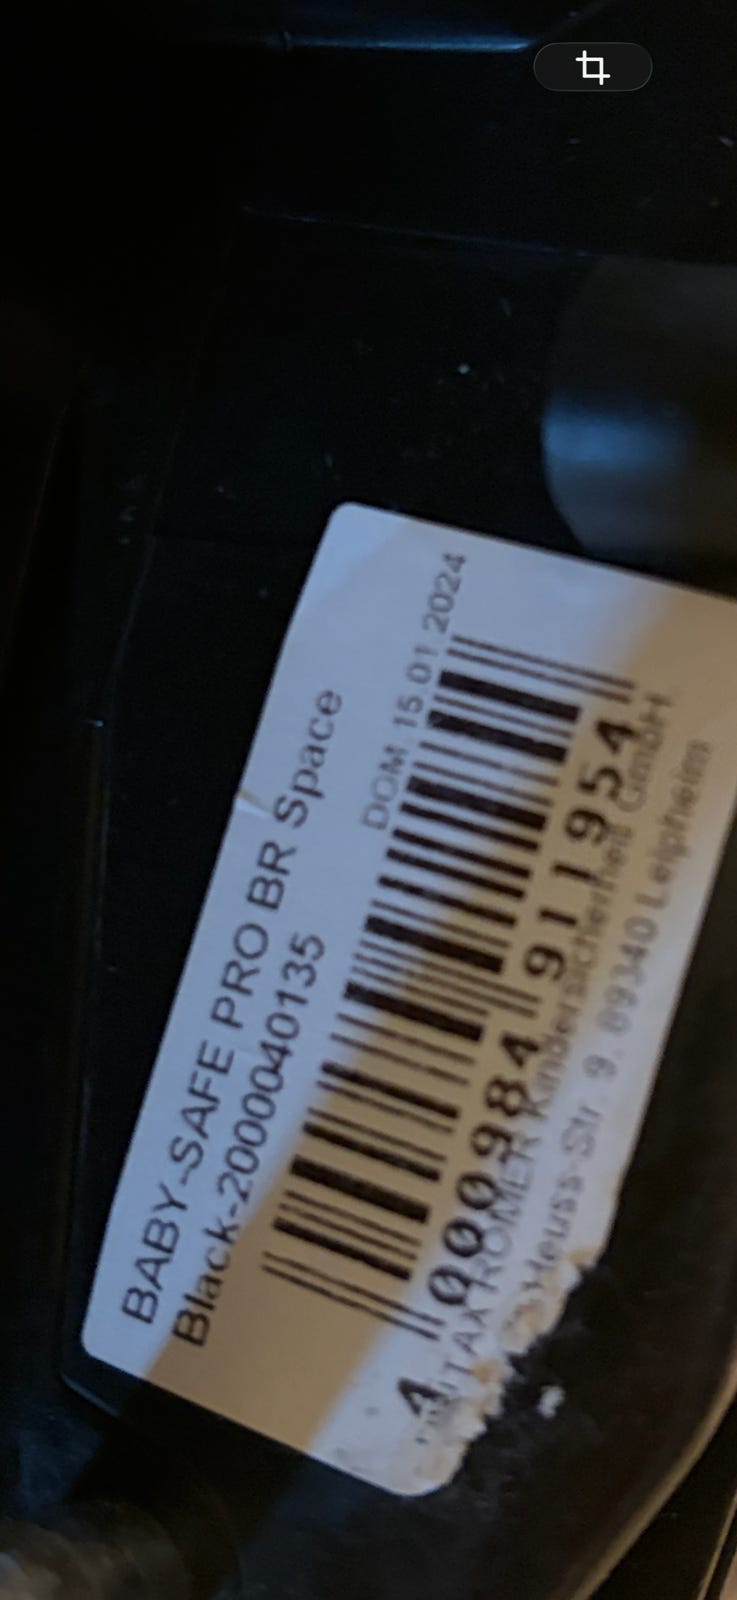 BABY-SAFE PRO BR Space
Black-2000040135
DOM 15.01.2024
4 000984 911954
RÖMER Kindersicherheit GmbH
Heuss-Str. 9, 89340 Leipheim